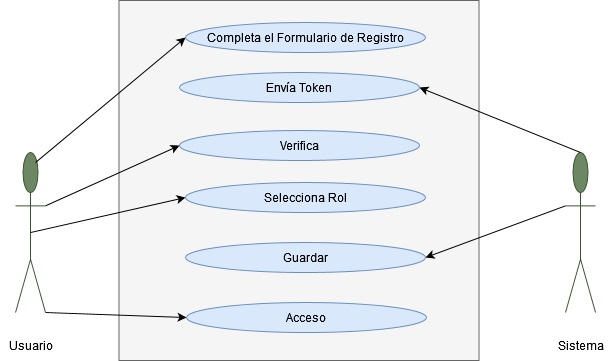 Completa el Formulario de Registro
Envía Token
Verifica
Selecciona Rol
Guardar
Acceso
Usuario
Sistema